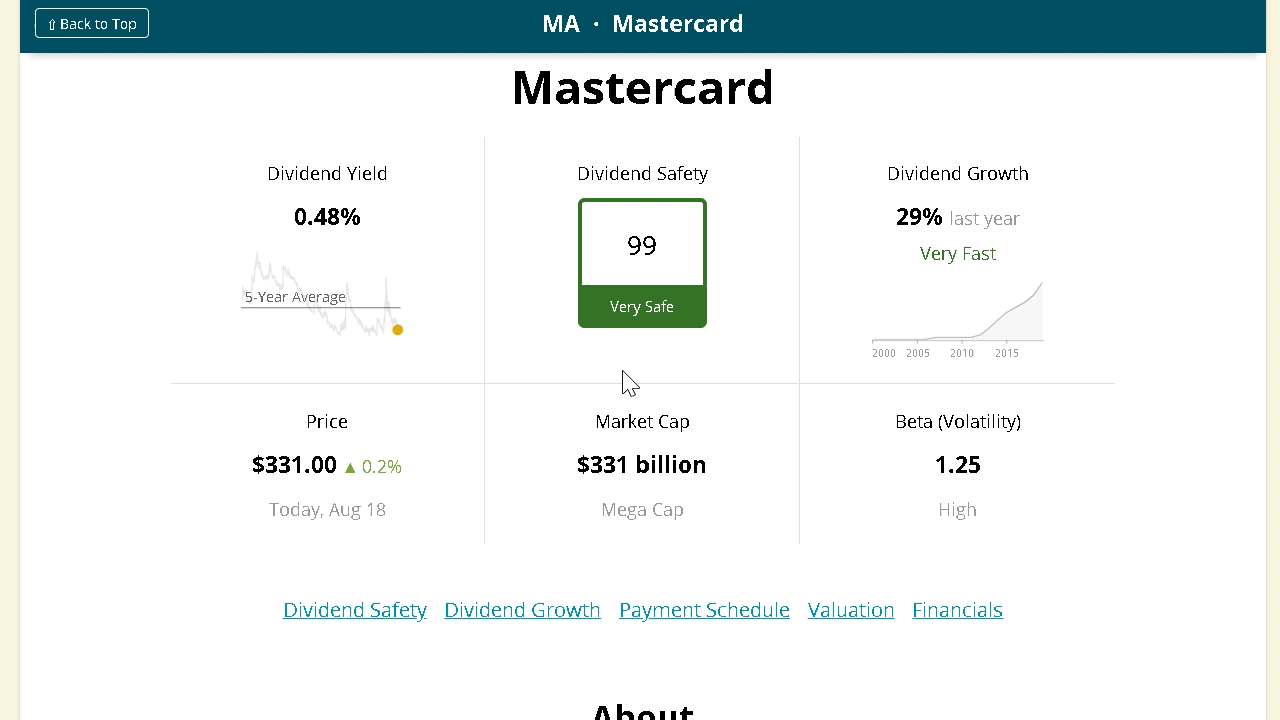 ⇧ Back to Top
MA · Mastercard
Mastercard
Dividend Yield
0.48%
5-Year Average
Dividend Safety
99
Very Safe
Dividend Growth
29% last year
Very Fast
2000 2005 2010 2015
Price
$331.00 ▲ 0.2%
Today, Aug 18
Market Cap
$331 billion
Mega Cap
Beta (Volatility)
1.25
High
Dividend Safety Dividend Growth Payment Schedule Valuation Financials
About